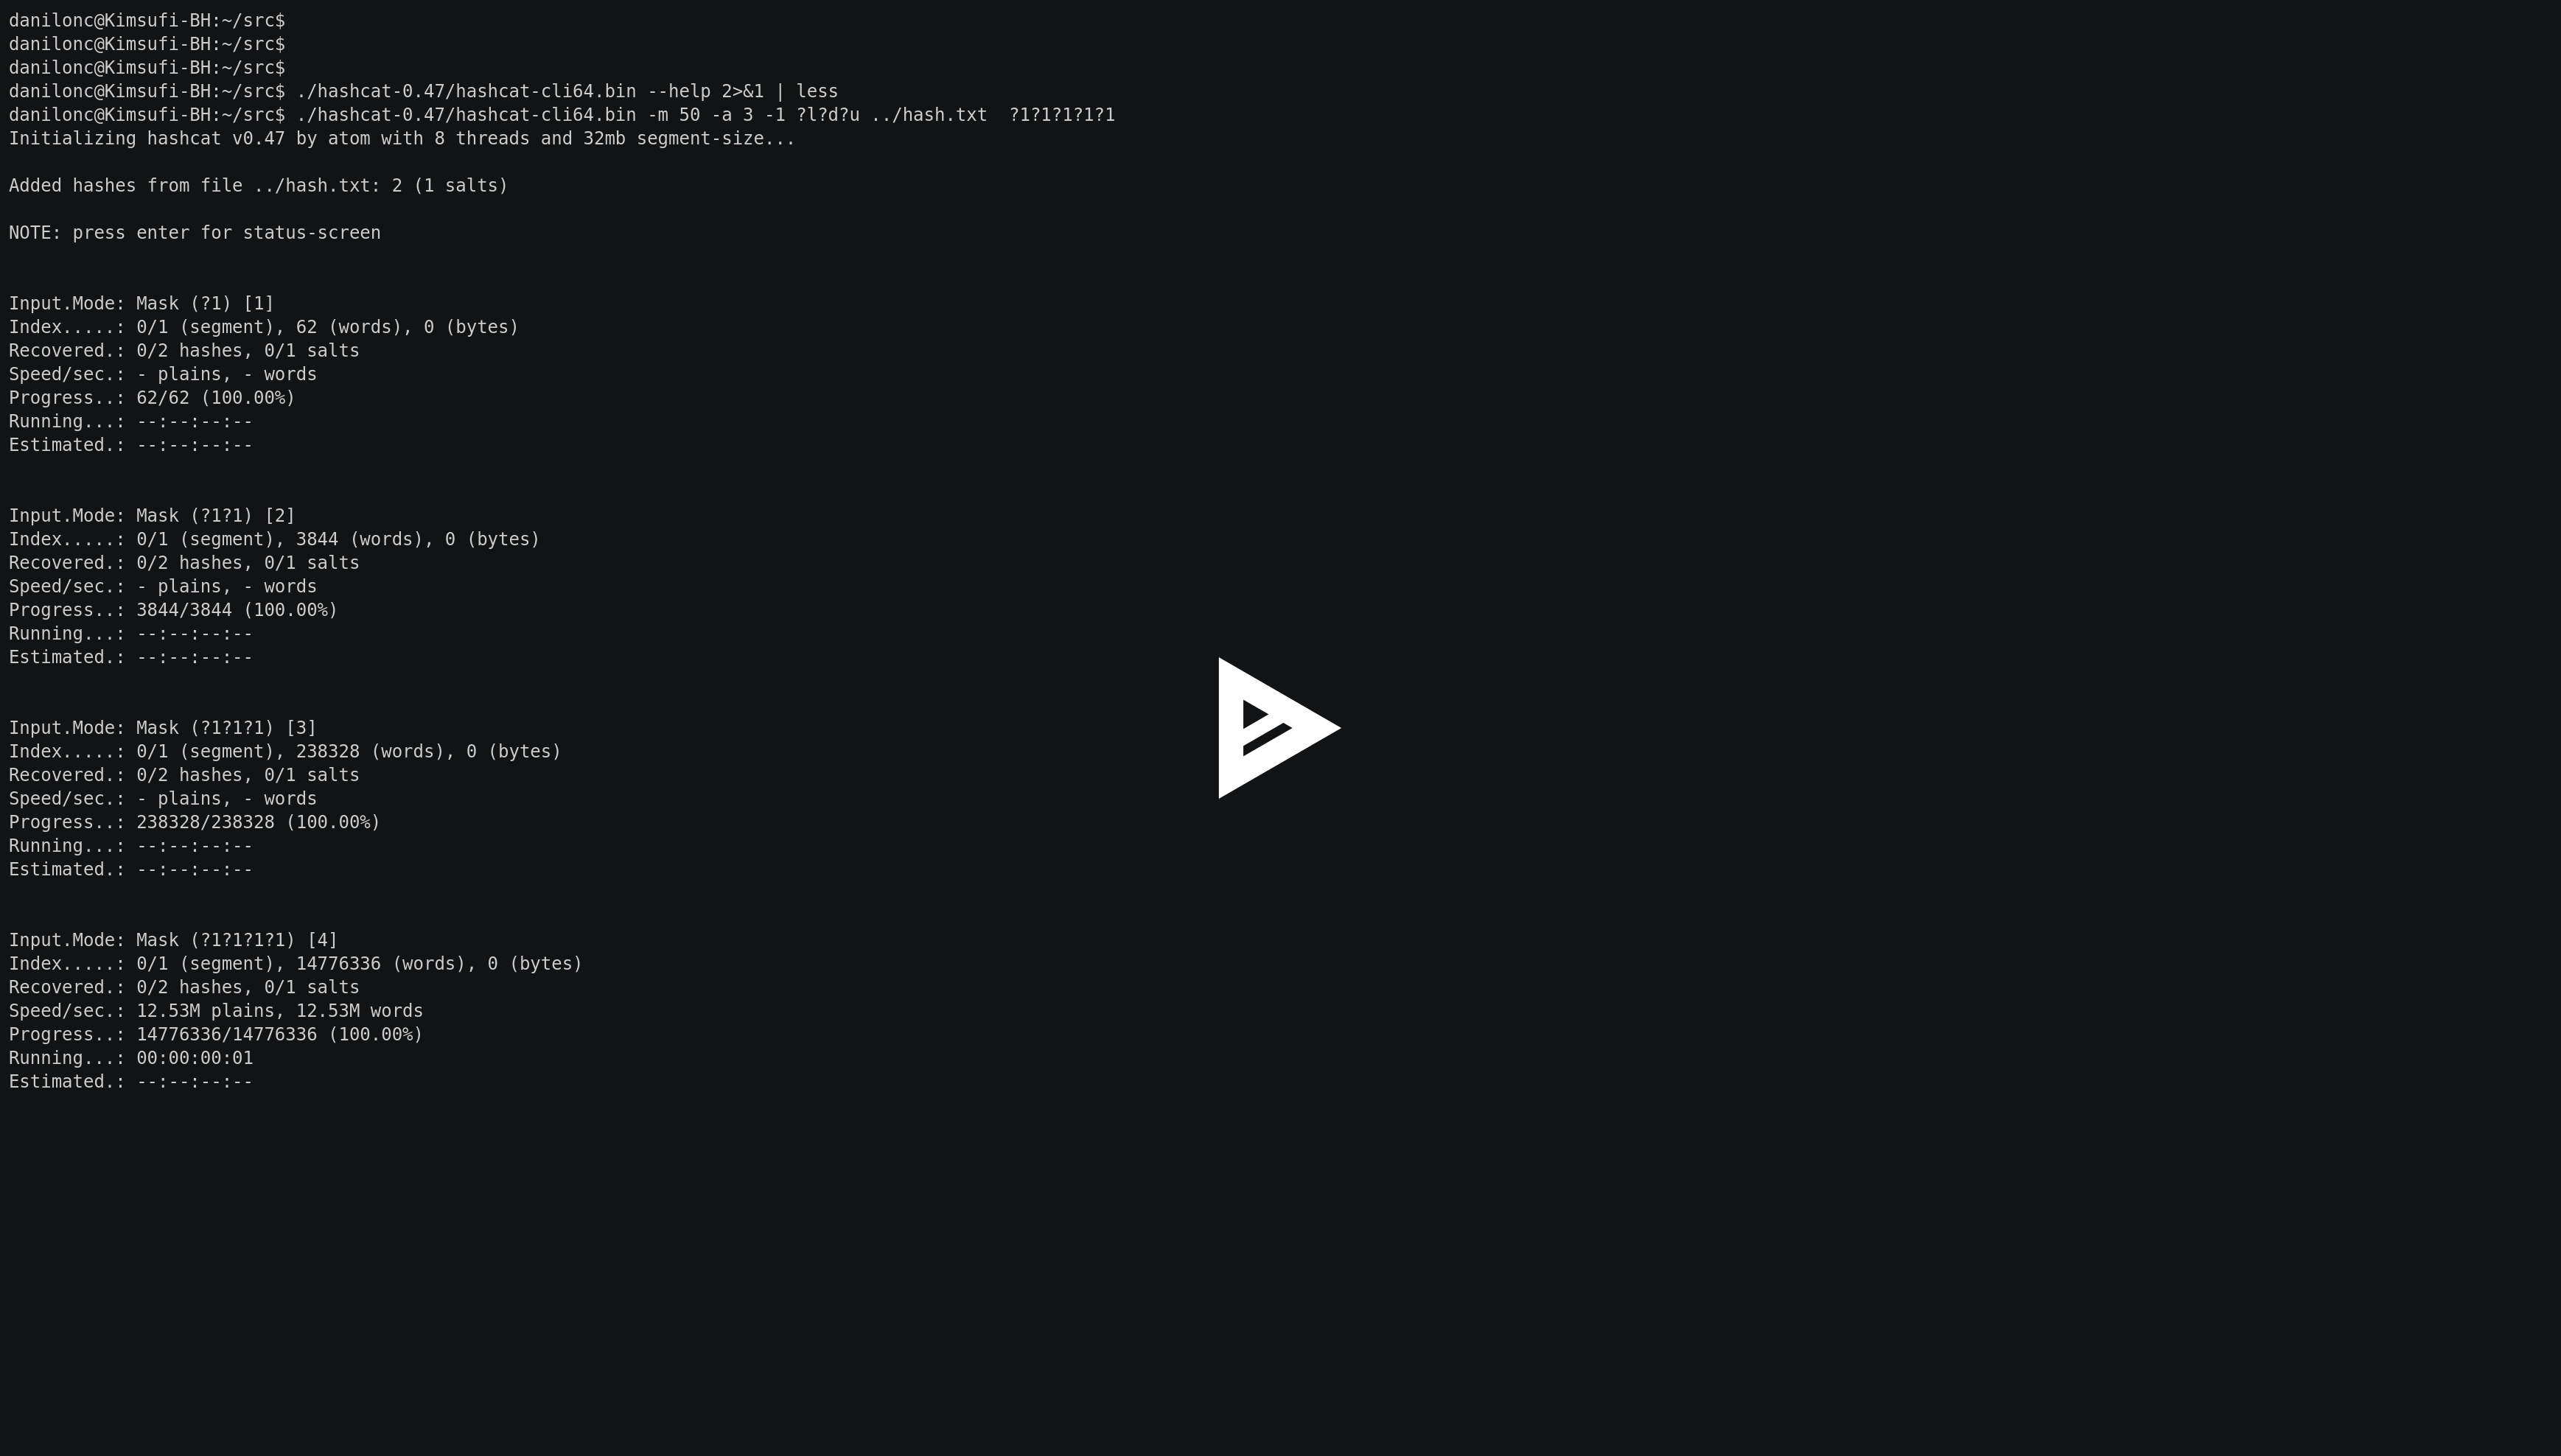 danilonc@Kimsufi-BH:~/src$
danilonc@Kimsufi-BH:~/src$
danilonc@Kimsufi-BH:~/src$
danilonc@Kimsufi-BH:~/src$ ./hashcat-0.47/hashcat-cli64.bin --help 2>&1 | less
danilonc@Kimsufi-BH:~/src$ ./hashcat-0.47/hashcat-cli64.bin -m 50 -a 3 -1 ?l?d?u ../hash.txt  ?1?1?1?1?1
Initializing hashcat v0.47 by atom with 8 threads and 32mb segment-size...

Added hashes from file ../hash.txt: 2 (1 salts)

NOTE: press enter for status-screen


Input.Mode: Mask (?1) [1]
Index.....: 0/1 (segment), 62 (words), 0 (bytes)
Recovered.: 0/2 hashes, 0/1 salts
Speed/sec.: - plains, - words
Progress..: 62/62 (100.00%)
Running...: --:--:--:--
Estimated.: --:--:--:--


Input.Mode: Mask (?1?1) [2]
Index.....: 0/1 (segment), 3844 (words), 0 (bytes)
Recovered.: 0/2 hashes, 0/1 salts
Speed/sec.: - plains, - words
Progress..: 3844/3844 (100.00%)
Running...: --:--:--:--
Estimated.: --:--:--:--


Input.Mode: Mask (?1?1?1) [3]
Index.....: 0/1 (segment), 238328 (words), 0 (bytes)
Recovered.: 0/2 hashes, 0/1 salts
Speed/sec.: - plains, - words
Progress..: 238328/238328 (100.00%)
Running...: --:--:--:--
Estimated.: --:--:--:--


Input.Mode: Mask (?1?1?1?1) [4]
Index.....: 0/1 (segment), 14776336 (words), 0 (bytes)
Recovered.: 0/2 hashes, 0/1 salts
Speed/sec.: 12.53M plains, 12.53M words
Progress..: 14776336/14776336 (100.00%)
Running...: 00:00:00:01
Estimated.: --:--:--:--